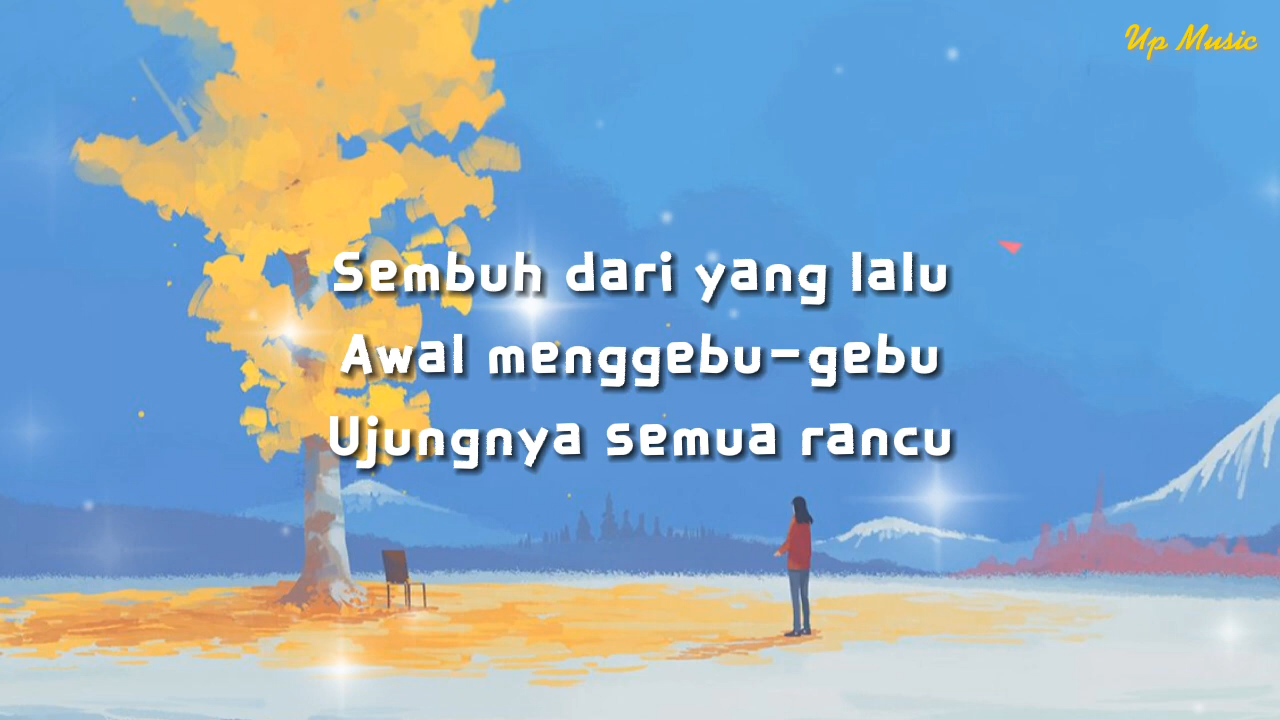 Up Music
Sembuh dari yang lalu
Awal menggebu-gebu
Ujungnya semua rancu